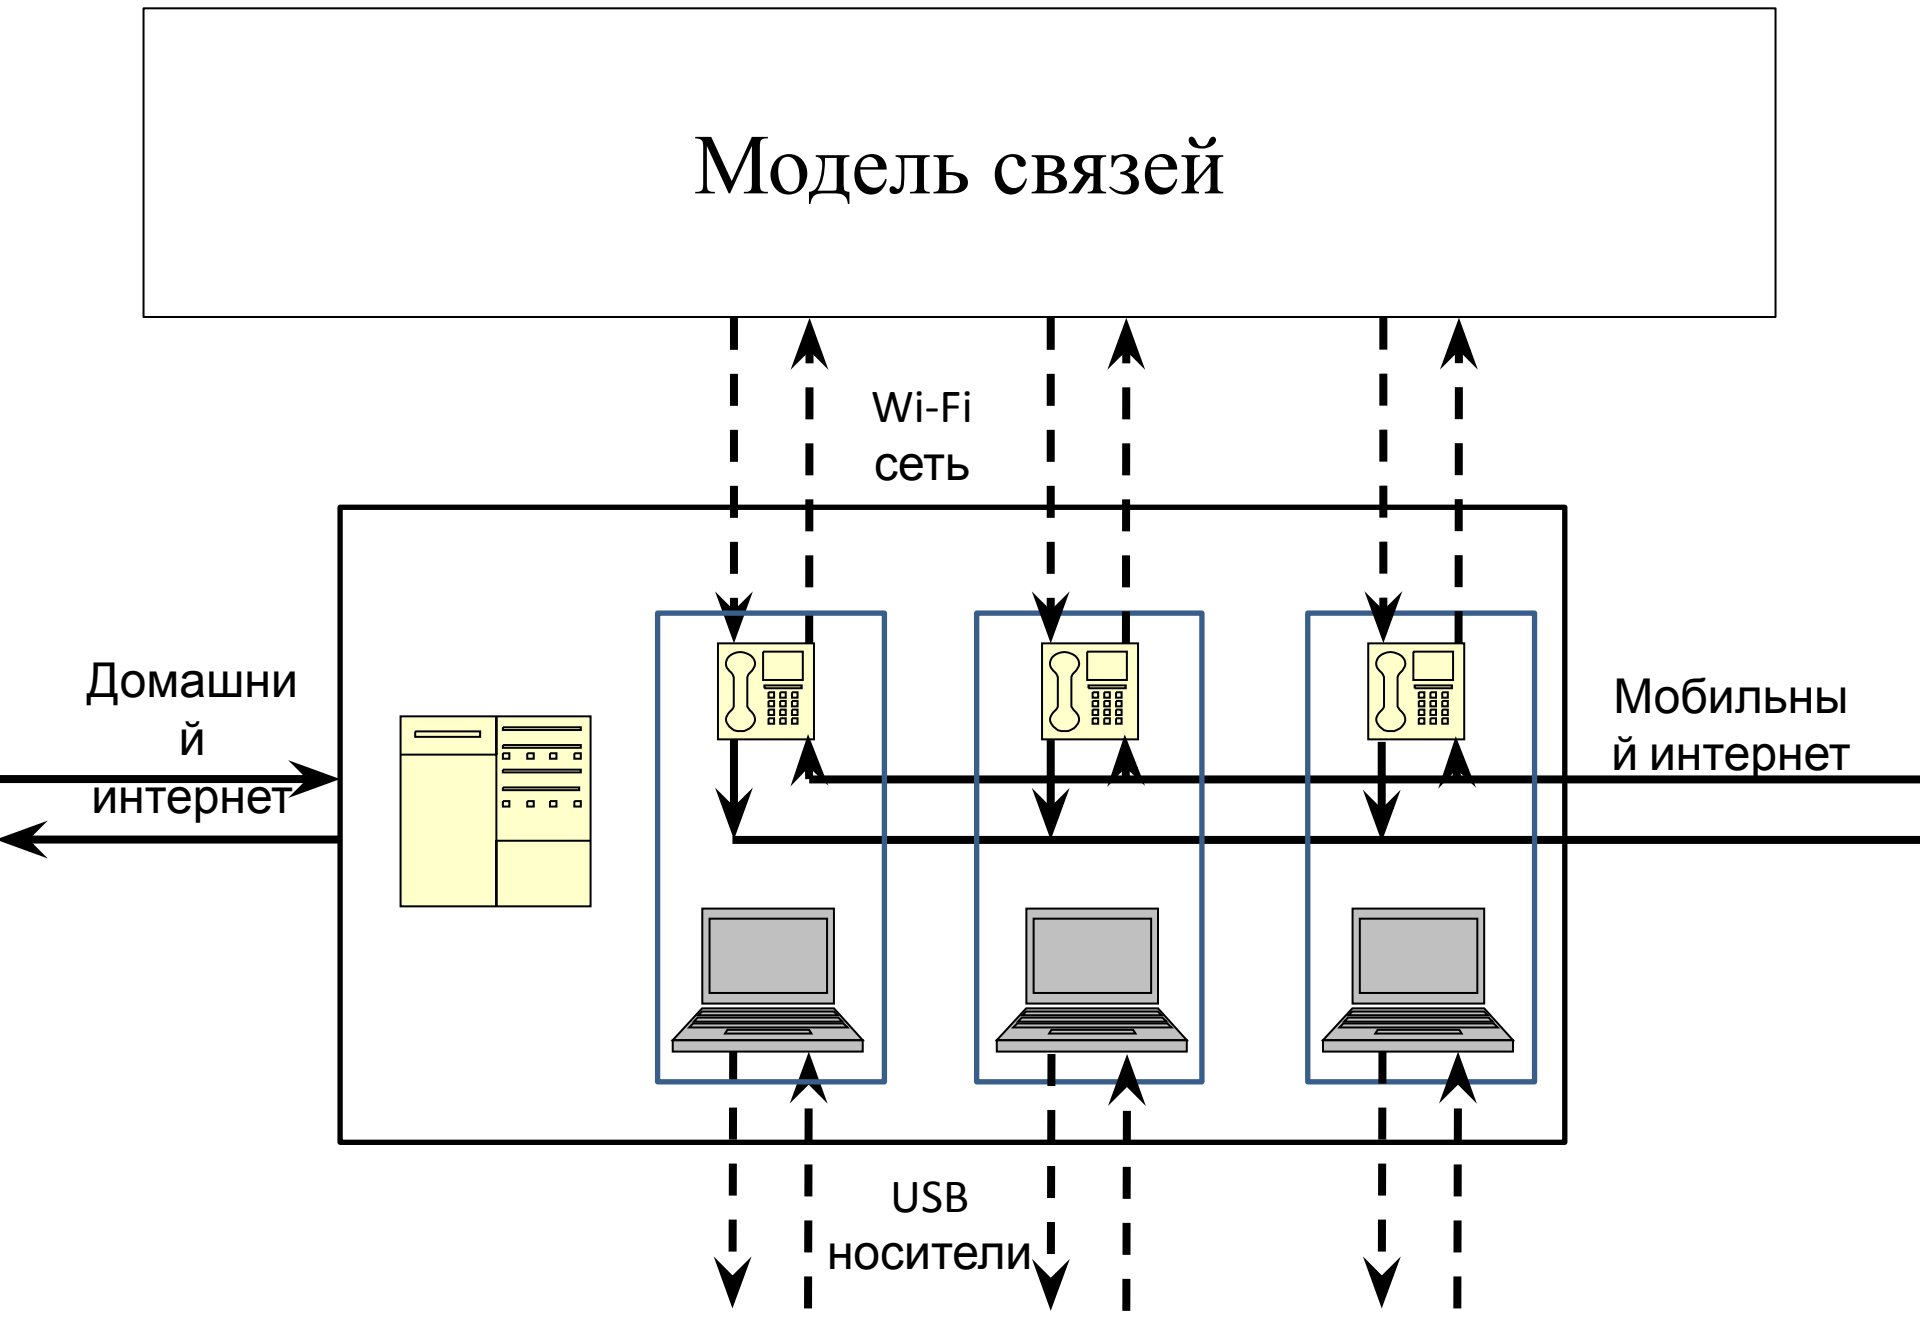 Модель связей
Wi-Fi
сеть
Домашни
й
интернет
Мобильны
й интернет
USB
носители